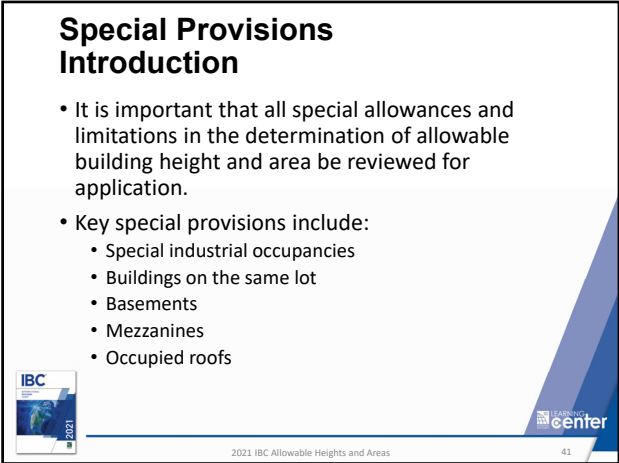 Special Provisions
Introduction
• It is important that all special allowances and
limitations in the determination of allowable
building height and area be reviewed for
application.
• Key special provisions include:
• Special industrial occupancies
• Buildings on the same lot
• Basements
• Mezzanines
• Occupied roofs
IBC
2021
LEARNING
center
2021 IBC Allowable Heights and Areas
41